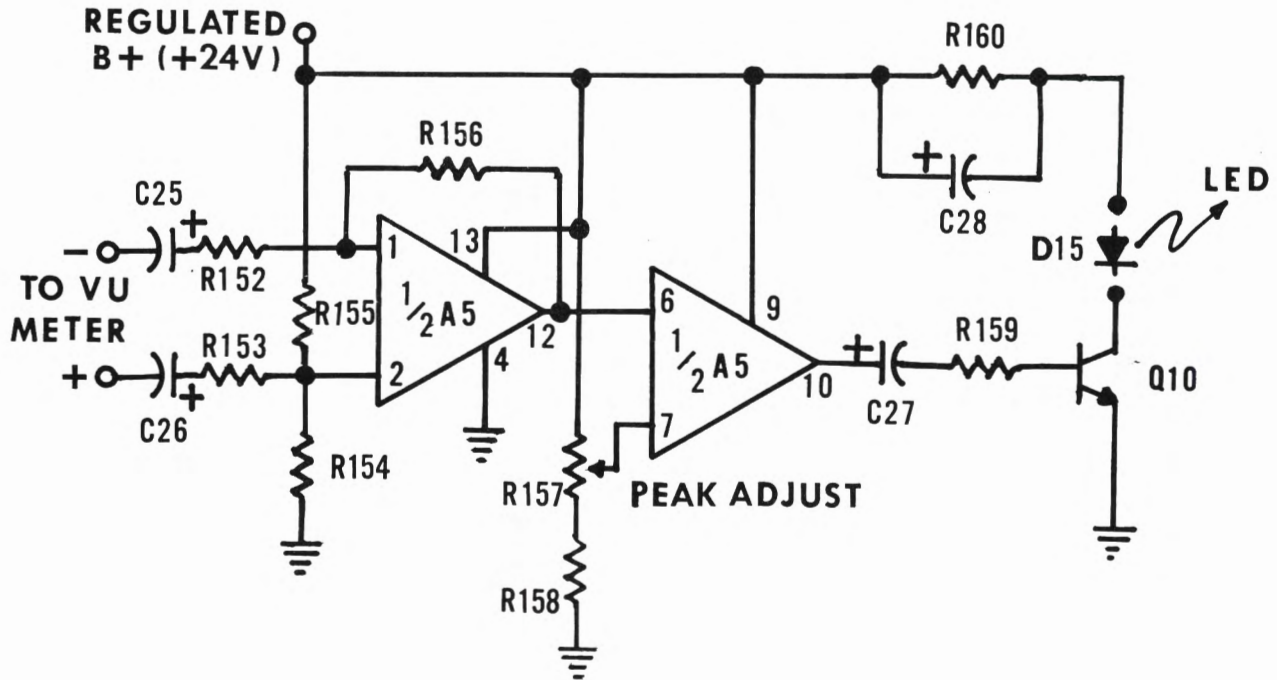 REGULATED
B+ (+24V)
R160
R156
C25
+
C28
LED
+
−
R152
1
13
D15
TO VU
METER
R155
1/2 A5
12
6
9
R153
4
1/2 A5
+
R159
+
2
10
Q10
C26
+
7
C27
R154
R157
PEAK ADJUST
R158